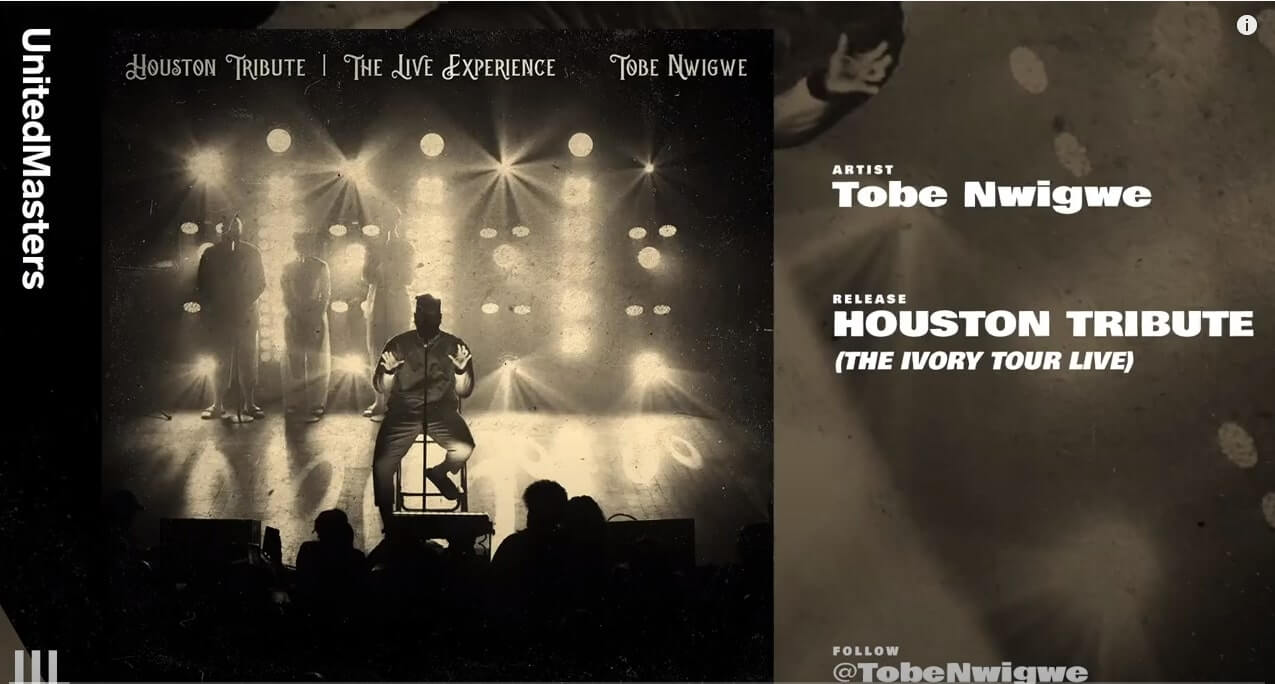 UnitedMasters
HOUSTON TRIBUTE | THE LIVE EXPERIENCE TOBE NWIGWE
ARTIST
Tobe Nwigwe
RELEASE
HOUSTON TRIBUTE
(THE IVORY TOUR LIVE)
FOLLOW
@TobeNwigwe